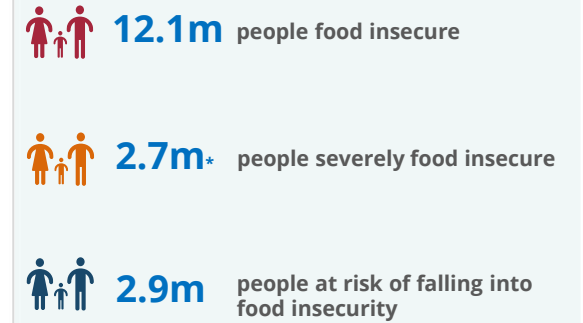 12.1m people food insecure
2.7m* people severely food insecure
2.9m people at risk of falling into
food insecurity